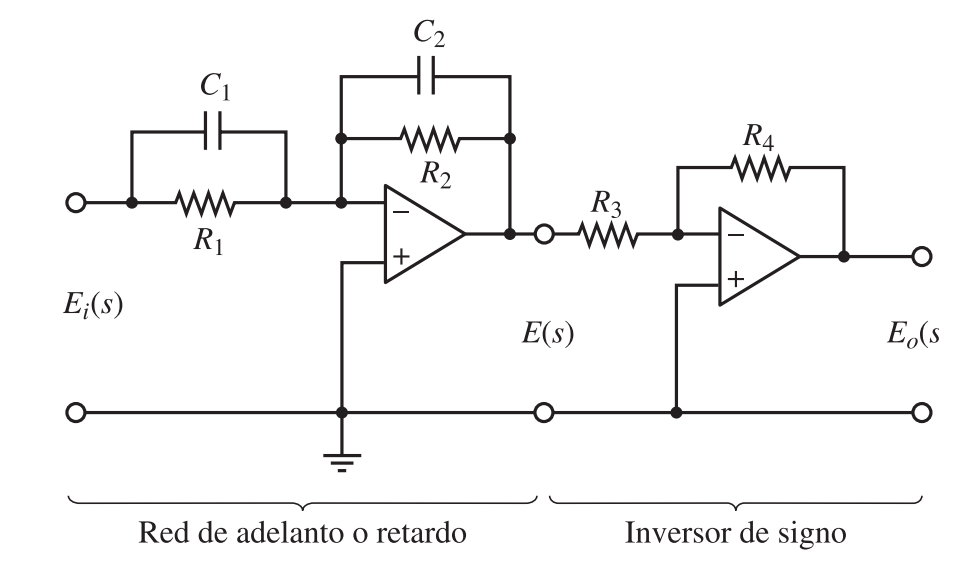 C2
C1
R4
R2
R3
R1
−
−
+
+
Ei(s)
E(s)
Eo(s
Red de adelanto o retardo
Inversor de signo